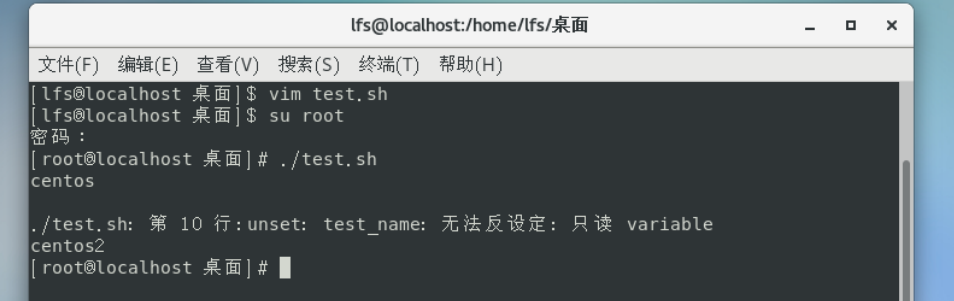 lfs@localhost:/home/lfs/桌面
文件(F) 编辑(E) 查看(V) 搜索(S) 终端(T) 帮助(H)
[lfs@localhost 桌面]$ vim test.sh
[lfs@localhost 桌面]$ su root
密码：
[root@localhost 桌面]# ./test.sh
centos
./test.sh: 第 10 行:unset: test_name: 无法反设定: 只读 variable
centos2
[root@localhost 桌面]#